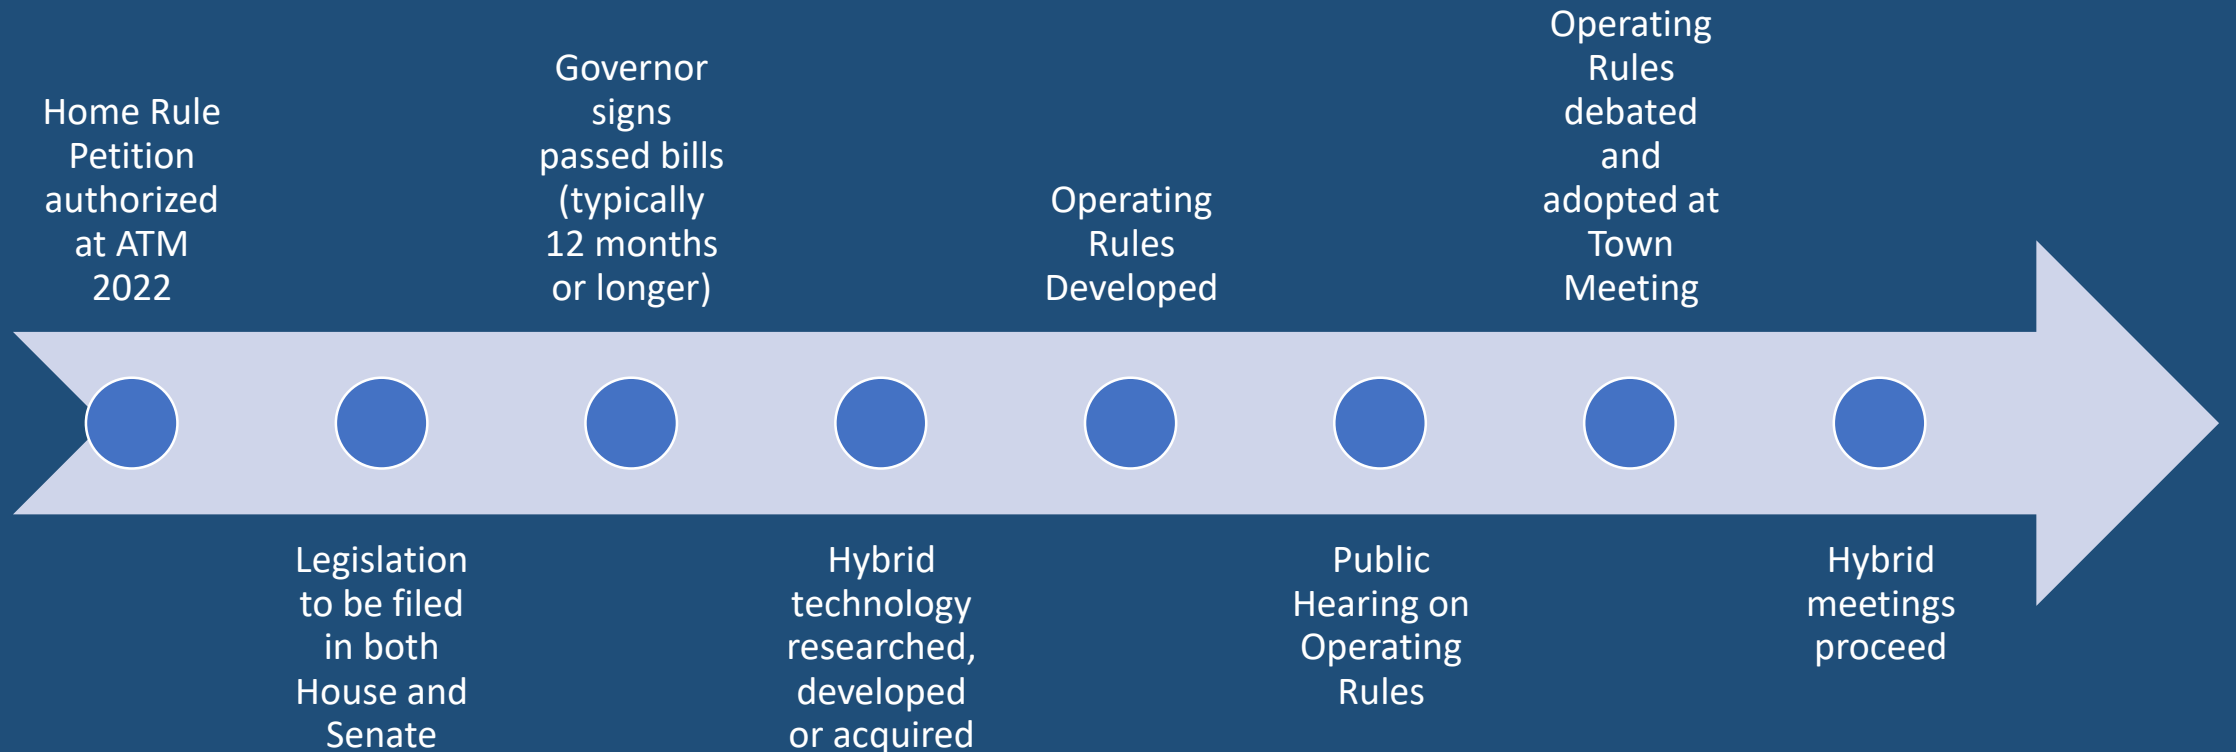 Home Rule
Petition
authorized
at ATM
2022
Legislation
to be filed
in both
House and
Senate
Governor
signs
passed bills
(typically
12 months
or longer)
Hybrid
technology
researched,
developed
or acquired
Operating
Rules
Developed
Public
Hearing on
Operating
Rules
Operating
Rules
debated
and
adopted at
Town
Meeting
Hybrid
meetings
proceed